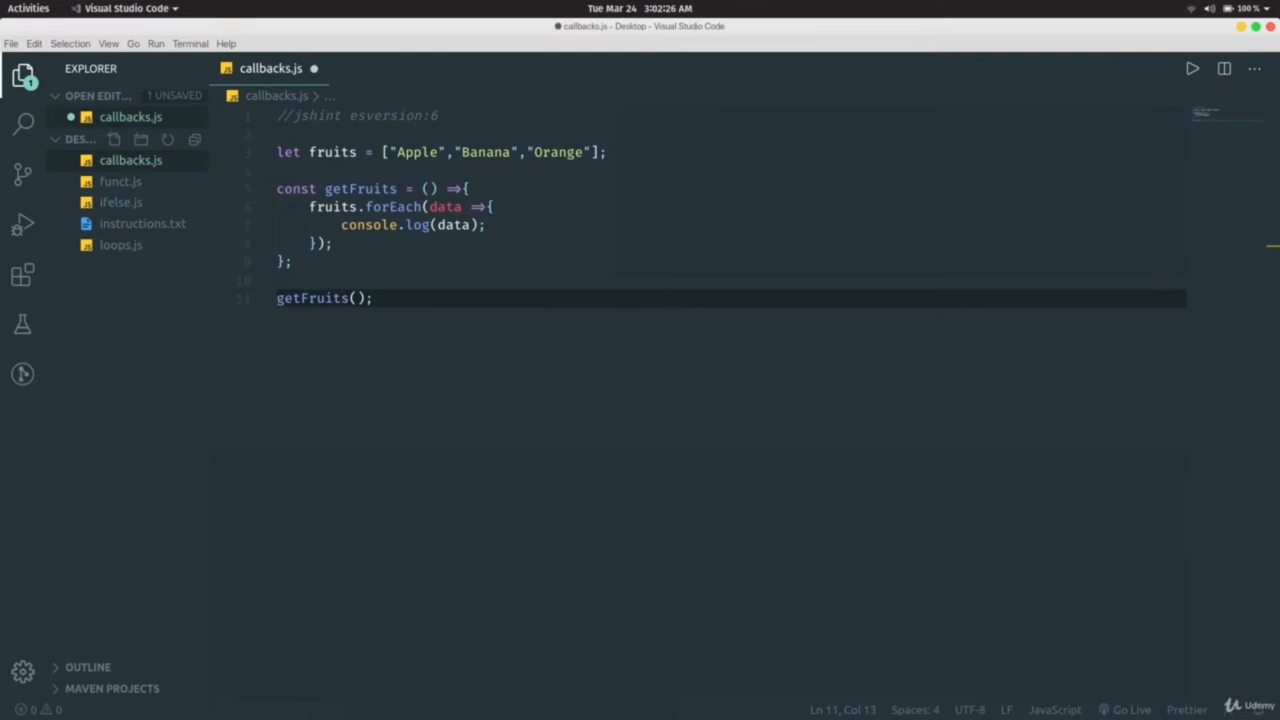 Activities
Visual Studio Code
Tue Mar 24 3:02:26 AM
100 %
callbacks.js - Desktop - Visual Studio Code
File Edit Selection View Go Run Terminal Help
EXPLORER
callbacks.js
OPEN EDIT... 1 UNSAVED
callbacks.js > ...
callbacks.js
DES...
callbacks.js
funct.js
ifelse.js
instructions.txt
loops.js
1
1 //jshint esversion:6
2
3 let fruits = ["Apple","Banana","Orange"];
4
5 const getFruits = () =>{
6 fruits.forEach(data =>{
7 console.log(data);
8 });
9 };
10
11 getFruits();
OUTLINE
MAVEN PROJECTS
0 0
Ln 11, Col 13 Spaces: 4 UTF-8 LF JavaScript Go Live Prettier
Udemy